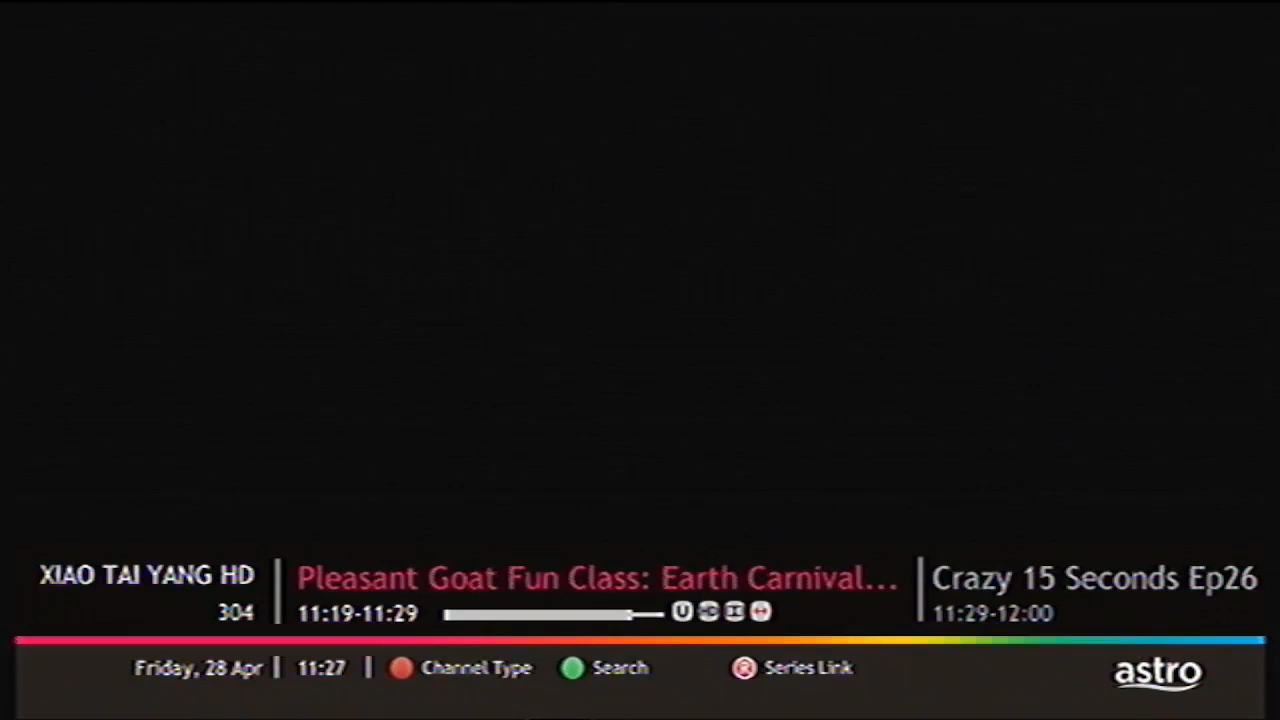 XIAO TAI YANG HD
304
Pleasant Goat Fun Class: Earth Carnival...
11:19-11:29
U HD
Crazy 15 Seconds Ep26
11:29-12:00
Friday, 28 Apr
11:27
Channel Type
Search
R Series Link
astro